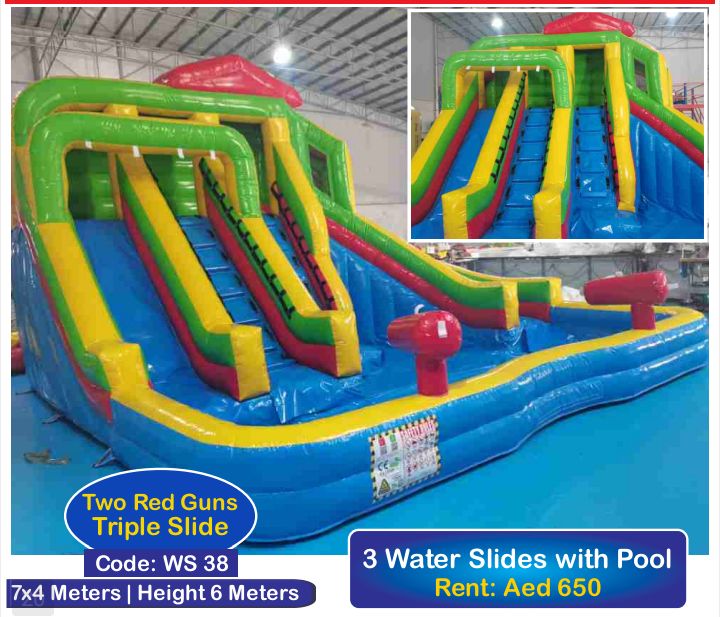 Two Red Guns
Triple Slide
Code: WS 38
7x4 Meters | Height 6 Meters
3 Water Slides with Pool
Rent: Aed 650